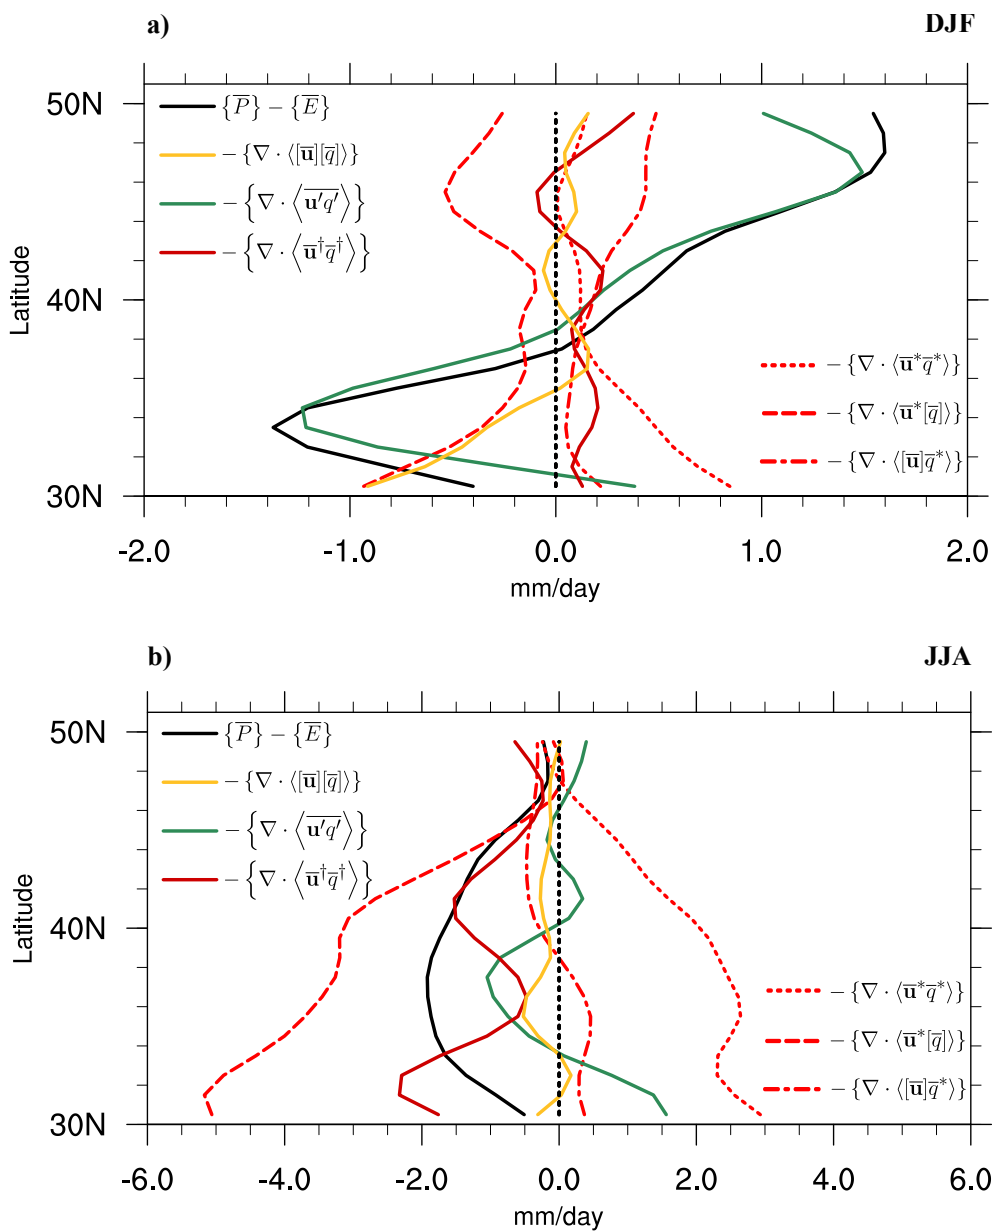 a) DJF
50N
40N
30N
Latitude
{P̅} − {E̅}
−{∇ · ⟨[u̅][q̅]⟩}
−{∇ · ⟨u′q′⟩}
−{∇ · ⟨u̅†q̅†⟩}
−{∇ · ⟨u̅*q̅*⟩}
−{∇ · ⟨u̅*[q̅]⟩}
−{∇ · ⟨[u̅]q̅*⟩}
-2.0 -1.0 0.0 1.0 2.0
mm/day
b) JJA
50N
40N
30N
Latitude
{P̅} − {E̅}
−{∇ · ⟨[u̅][q̅]⟩}
−{∇ · ⟨u′q′⟩}
−{∇ · ⟨u̅†q̅†⟩}
−{∇ · ⟨u̅*q̅*⟩}
−{∇ · ⟨u̅*[q̅]⟩}
−{∇ · ⟨[u̅]q̅*⟩}
-6.0 -4.0 -2.0 0.0 2.0 4.0 6.0
mm/day